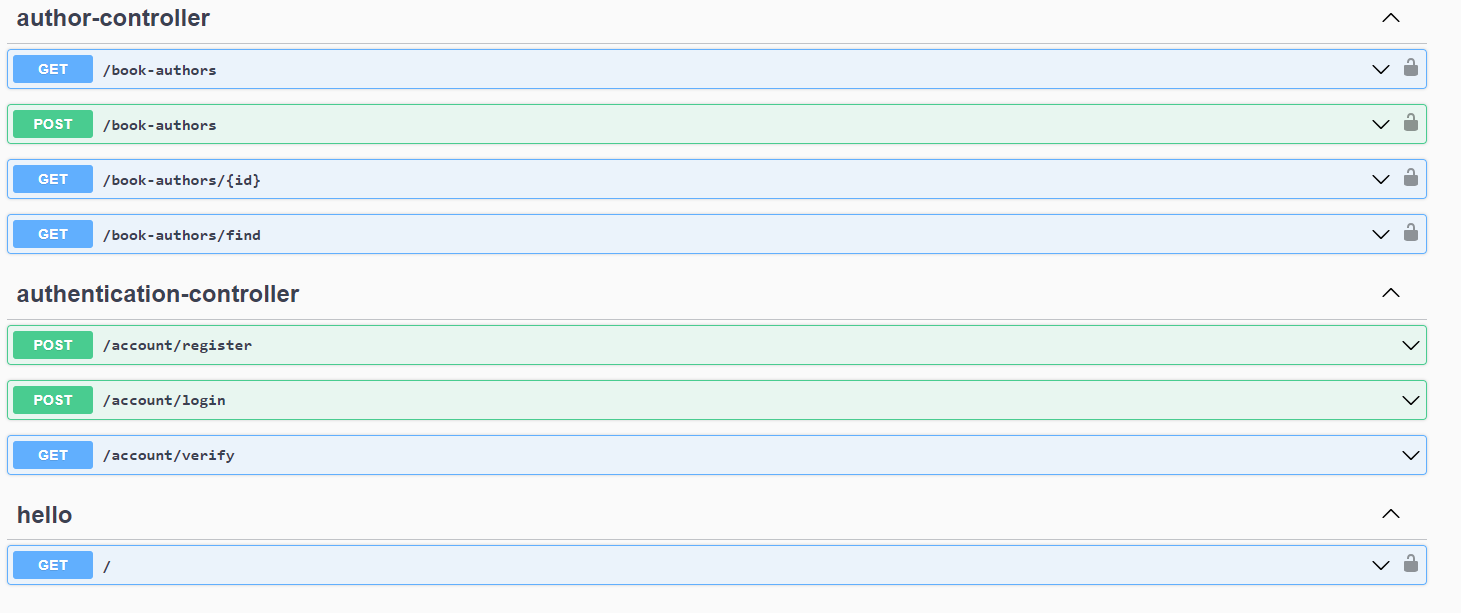 author-controller
GET /book-authors
POST /book-authors
GET /book-authors/{id}
GET /book-authors/find
authentication-controller
POST /account/register
POST /account/login
GET /account/verify
hello
GET /